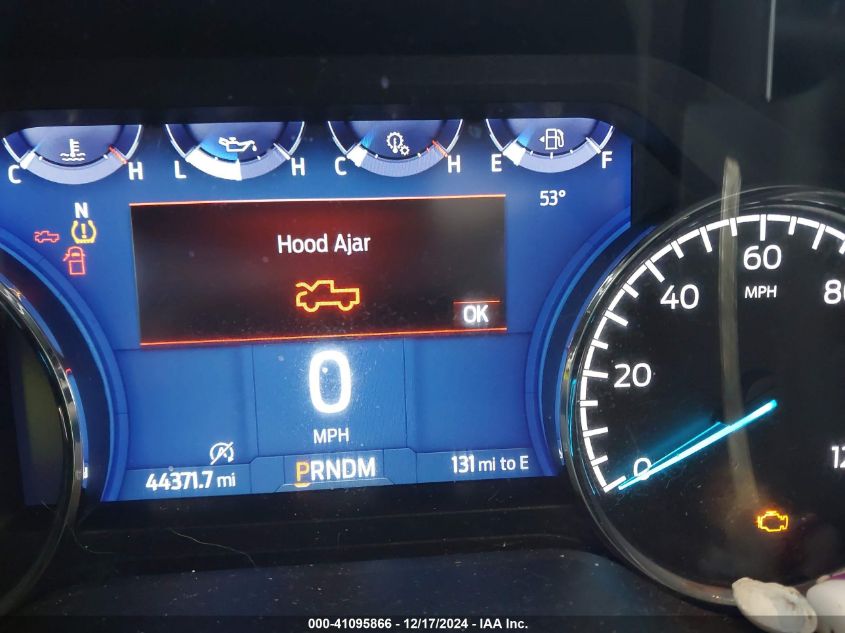 C H L H C H E F
N
53°
Hood Ajar
OK
0
MPH
44371.7 mi
PRNDM
131 mi to E
0 20 40 60 80
MPH
000-41095866 - 12/17/2024 - IAA Inc.